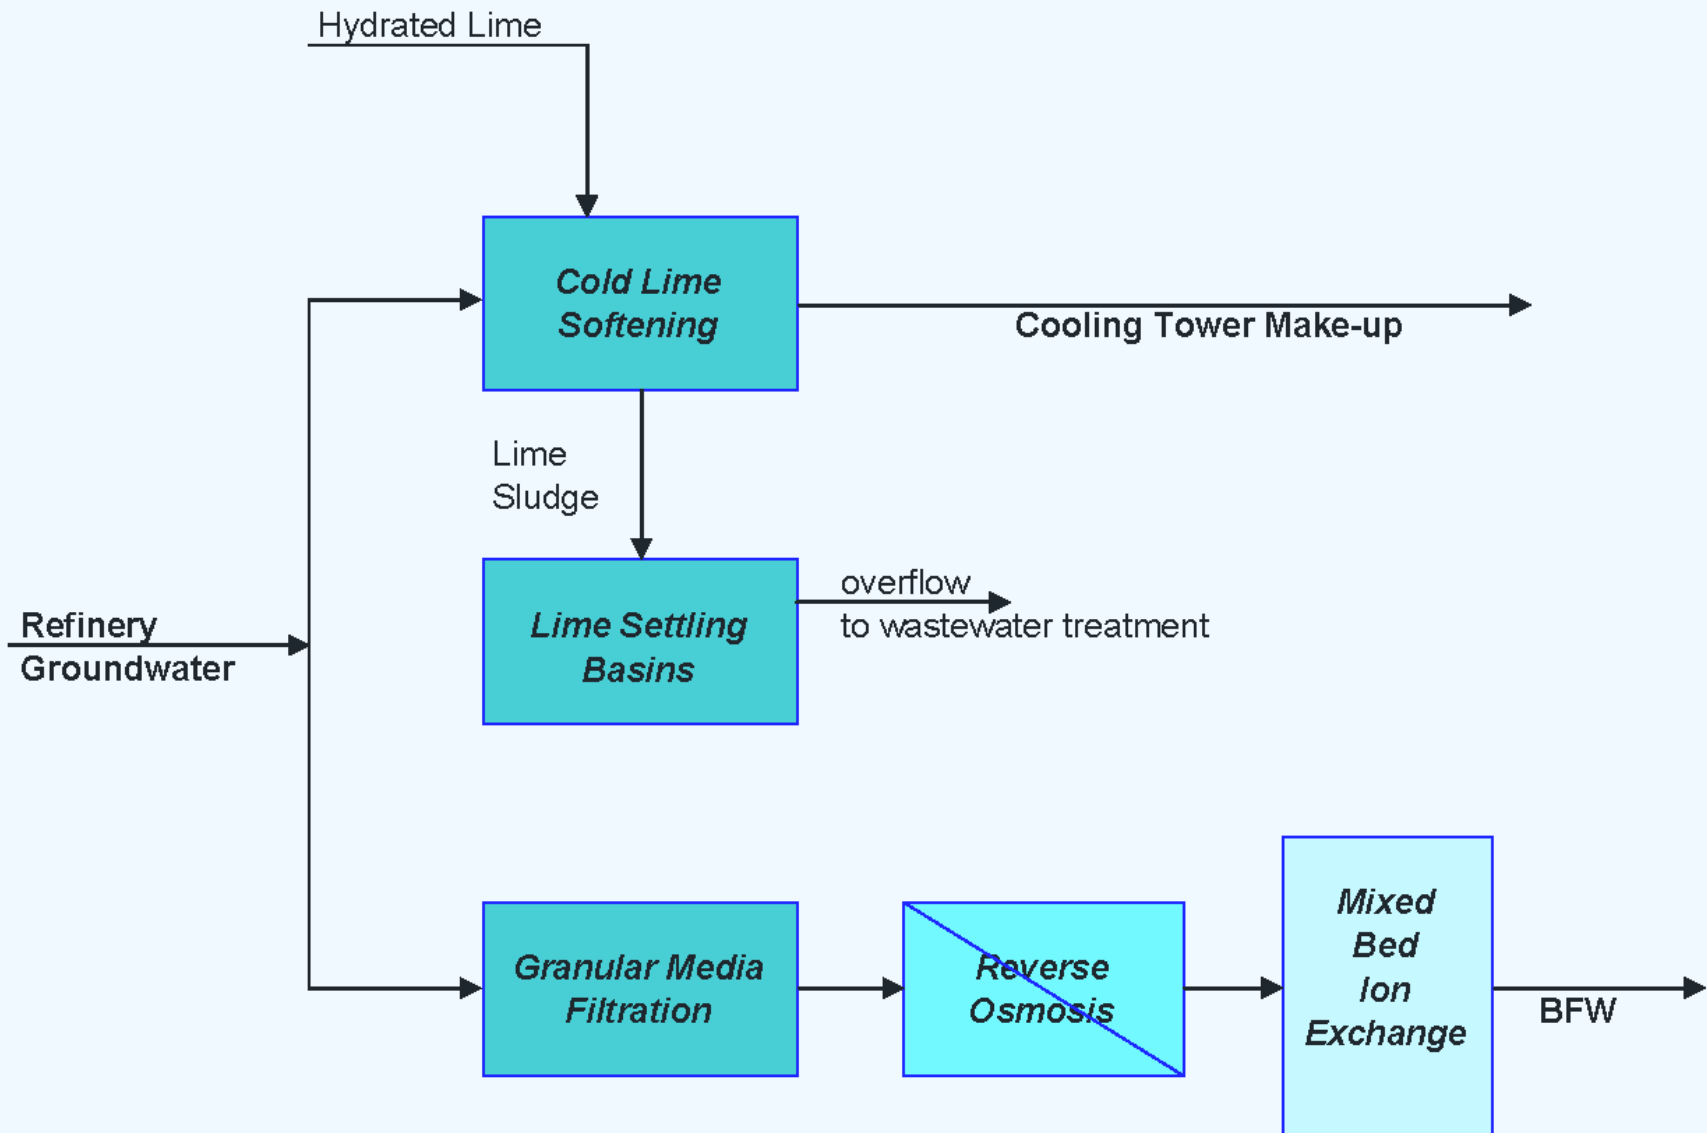 Hydrated Lime
Cold Lime
Softening
Cooling Tower Make-up
Lime
Sludge
Refinery
Groundwater
Lime Settling
Basins
overflow
to wastewater treatment
Granular Media
Filtration
Reverse
Osmosis
Mixed
Bed
Ion
Exchange
BFW